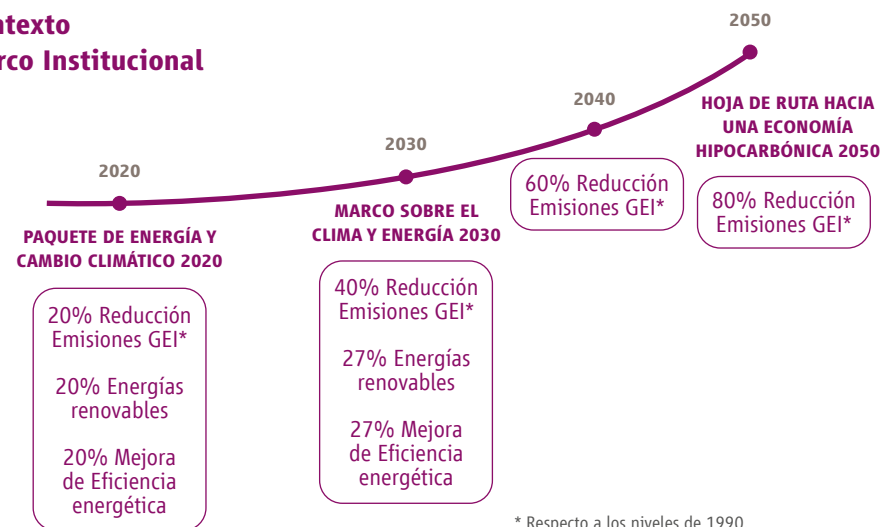 ntexto
rco Institucional
2020
PAQUETE DE ENERGÍA Y
CAMBIO CLIMÁTICO 2020
20% Reducción
Emisiones GEI*
20% Energías
renovables
20% Mejora
de Eficiencia
energética
2030
MARCO SOBRE EL
CLIMA Y ENERGÍA 2030
40% Reducción
Emisiones GEI*
27% Energías
renovables
27% Mejora
de Eficiencia
energética
2040
60% Reducción
Emisiones GEI*
2050
HOJA DE RUTA HACIA
UNA ECONOMÍA
HIPOCARBÓNICA 2050
80% Reducción
Emisiones GEI*
* Respecto a los niveles de 1990